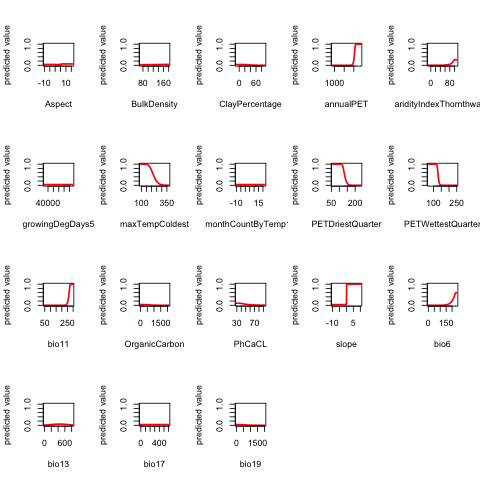 predicted value
0.0 1.0
-10 10
Aspect
predicted value
0.0 1.0
80 160
BulkDensity
predicted value
0.0 1.0
0 60
ClayPercentage
predicted value
0.0 1.0
1000
annualPET
predicted value
0.0 1.0
0 80
aridityIndexThornthwa
predicted value
0.0 1.0
40000
growingDegDays5
predicted value
0.0 1.0
100 350
maxTempColdest
predicted value
0.0 1.0
-10 15
monthCountByTemp
predicted value
0.0 1.0
50 200
PETDriestQuarter
predicted value
0.0 1.0
100 250
PETWettestQuarter
predicted value
0.0 1.0
50 250
bio11
predicted value
0.0 1.0
0 1500
OrganicCarbon
predicted value
0.0 1.0
30 70
PhCaCL
predicted value
0.0 1.0
-10 5
slope
predicted value
0.0 1.0
0 150
bio6
predicted value
0.0 1.0
0 600
bio13
predicted value
0.0 1.0
0 400
bio17
predicted value
0.0 1.0
0 1500
bio19